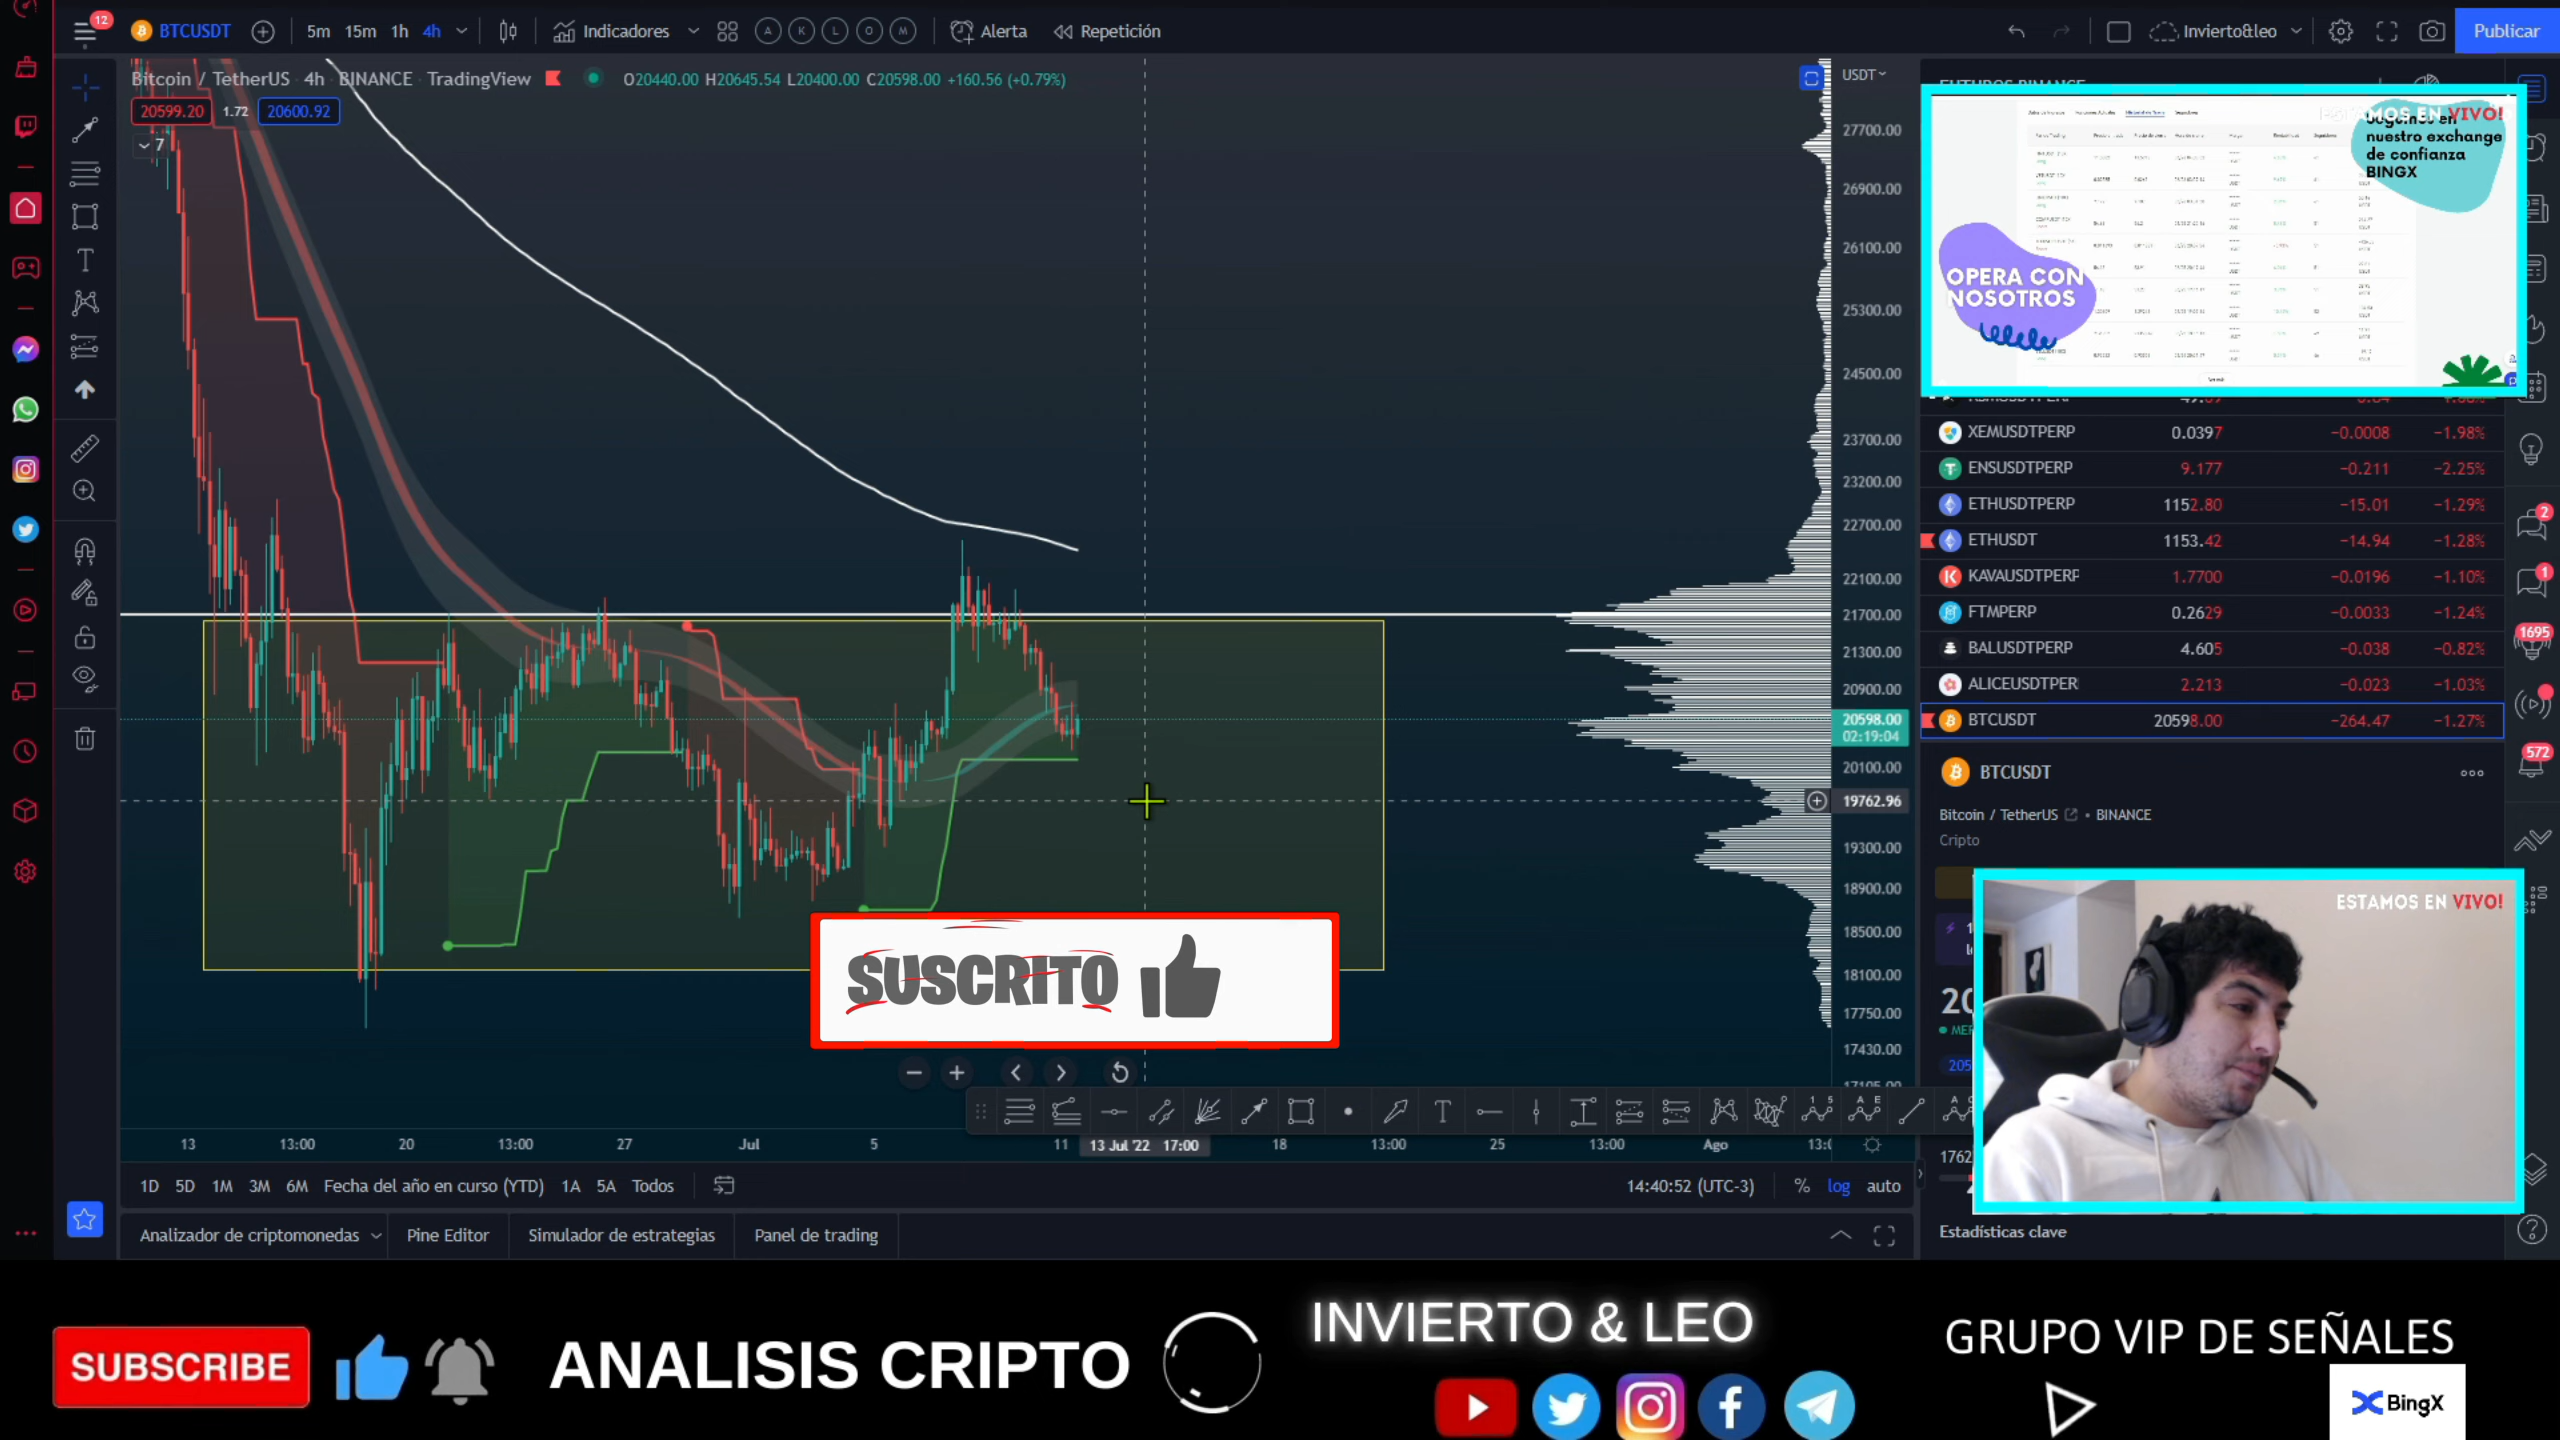 12
BTCUSDT
5m 15m 1h 4h
Indicadores
A K L O M
Alerta
Repetición
Invierto&leo
Publicar
Bitcoin / TetherUS 4h BINANCE TradingView
O20440.00 H20645.54 L20400.00 C20598.00 +160.56 (+0.79%)
20599.20 1.72 20600.92
7
USDT
27700.00
26900.00
26100.00
25300.00
24500.00
23700.00
23200.00
22700.00
22100.00
21700.00
21300.00
20900.00
20598.00
02:19:04
20100.00
19762.96
19300.00
18900.00
18500.00
18100.00
17750.00
17430.00
ESTAMOS EN VIVO!
nuestro exchange
de confianza
BINGX
OPERA CON
NOSOTROS
XEMUSDTPERP 0.0397 −0.0008 −1.98%
ENSUSDTPERP 9.177 −0.211 −2.25%
ETHUSDTPERP 1152.80 −15.01 −1.29%
ETHUSDT 1153.42 −14.94 −1.28%
KAVAUSDTPERP 1.7700 −0.0196 −1.10%
FTMPERP 0.2629 −0.0033 −1.24%
BALUSDTPERP 4.605 −0.038 −0.82%
ALICEUSDTPER 2.213 −0.023 −1.03%
BTCUSDT 20598.00 −264.47 −1.27%
2
1
1695
572
BTCUSDT
Bitcoin / TetherUS • BINANCE
Cripto
ESTAMOS EN VIVO!
Estadísticas clave
SUSCRITO
13 13:00 20 13:00 27 Jul 5 11 13 Jul '22 17:00 18 13:00 25 13:00 Ago
1D 5D 1M 3M 6M Fecha del año en curso (YTD) 1A 5A Todos
14:40:52 (UTC-3) % log auto
Analizador de criptomonedas Pine Editor Simulador de estrategias Panel de trading
SUBSCRIBE
ANALISIS CRIPTO
INVIERTO & LEO
GRUPO VIP DE SEÑALES
BingX